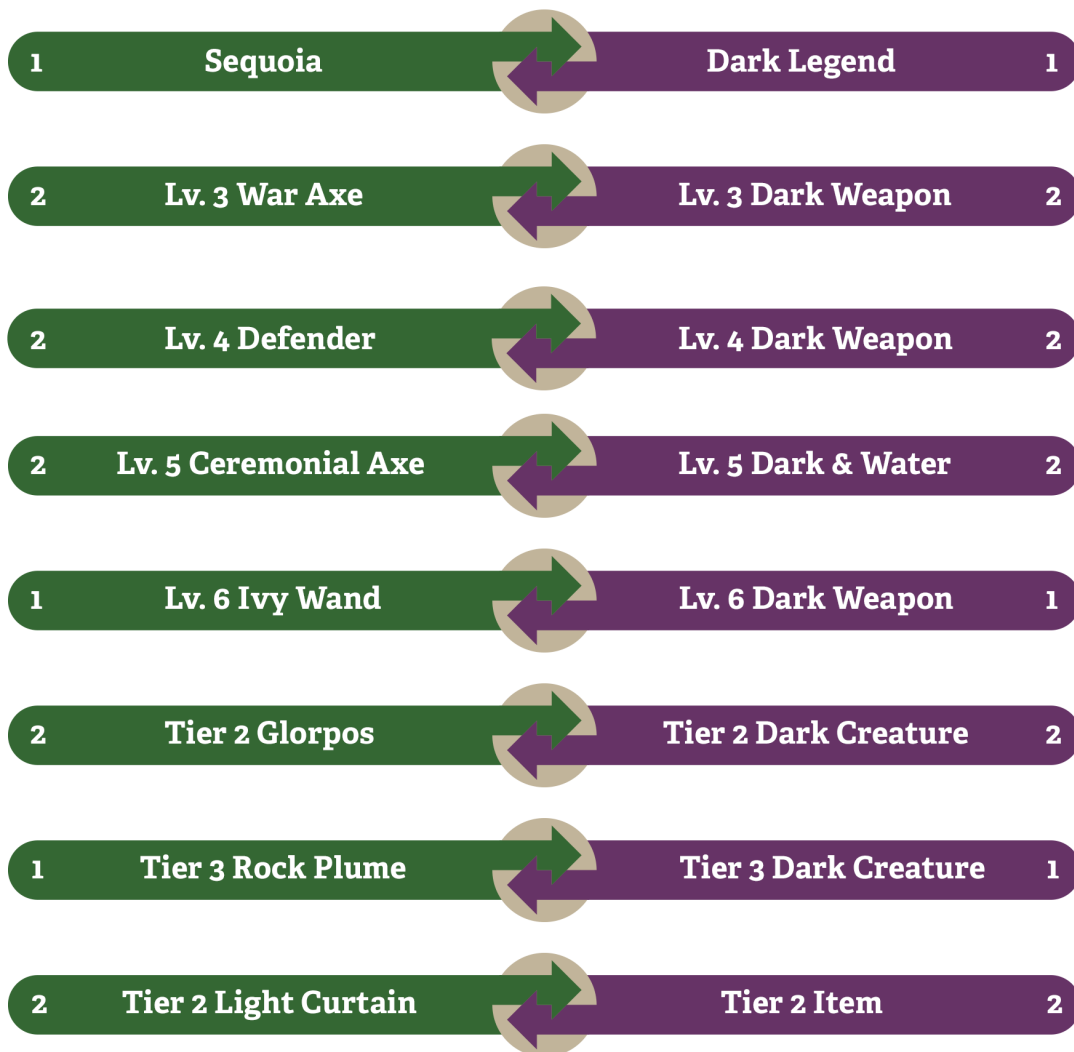 1 Sequoia Dark Legend 1
2 Lv. 3 War Axe Lv. 3 Dark Weapon 2
2 Lv. 4 Defender Lv. 4 Dark Weapon 2
2 Lv. 5 Ceremonial Axe Lv. 5 Dark & Water 2
1 Lv. 6 Ivy Wand Lv. 6 Dark Weapon 1
2 Tier 2 Glorpos Tier 2 Dark Creature 2
1 Tier 3 Rock Plume Tier 3 Dark Creature 1
2 Tier 2 Light Curtain Tier 2 Item 2